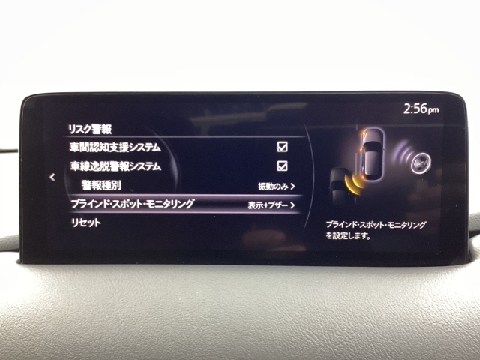 2:56pm
リスク警報
車間認知支援システム
車線逸脱警報システム
警報種別 振動のみ
ブラインド・スポット・モニタリング 表示+ブザー
リセット
ブラインド・スポット・モニタリング
を設定します。